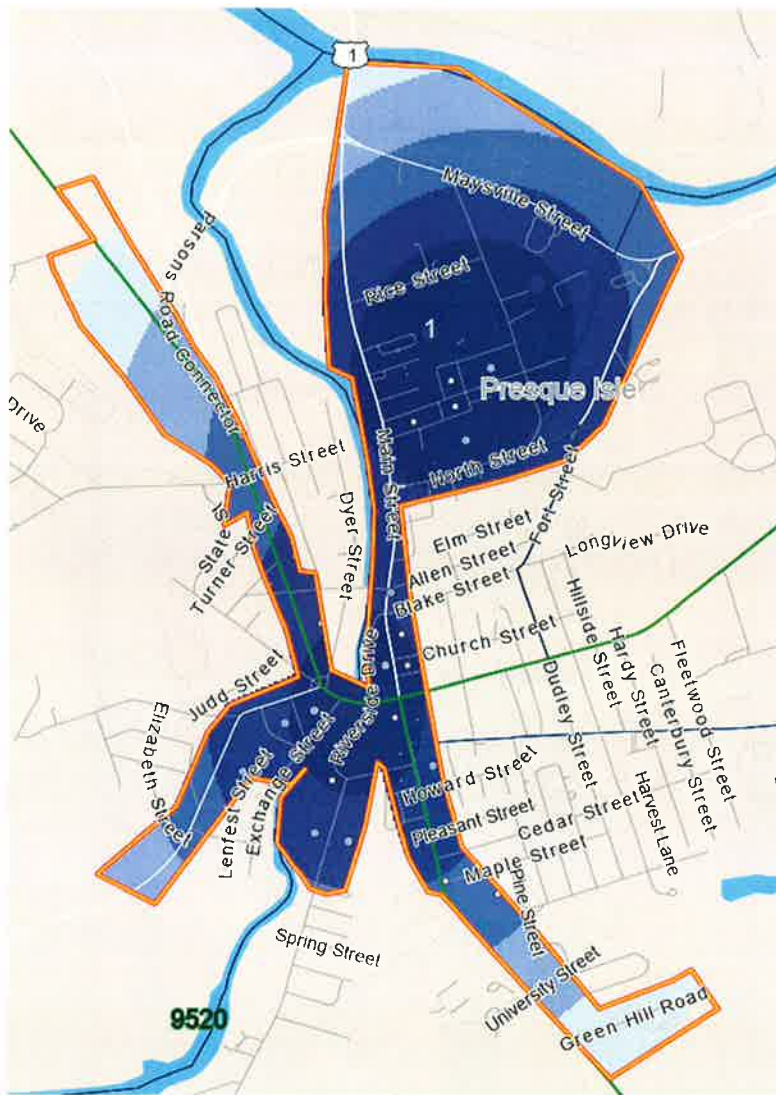 1
Maysville Street
parsons
Road Connector
Rice Street
1
Presque Isle
Drive
Main Street
North Street
Harris Street
Fort Street
State St
Turner Street
Dyer Street
Elm Street
Allen Street
Blake Street
Longview Drive
Church Street
Hillside Street
Hardy Street
Fleetwood Street
Canterbury Street
Dudley Street
Judd Street
Riverside Drive
Elizabeth Street
Lenfest Street
Exchange Street
Howard Street
Pleasant Street
Cedar Street
Harvest Lane
Maple Street
Pine Street
Spring Street
University Street
Green Hill Road
9520